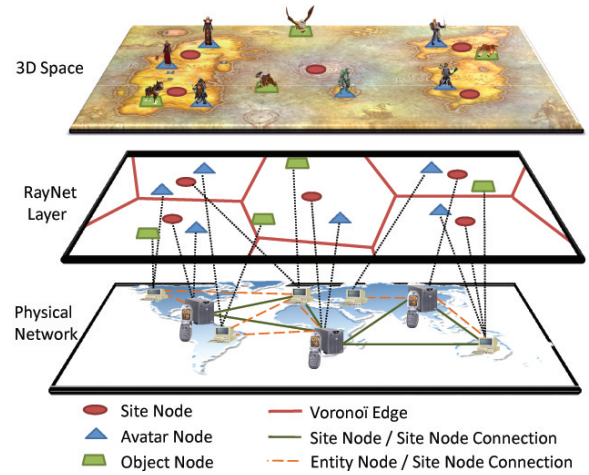 3D Space
RayNet
Layer
Physical
Network
Site Node
Voronoï Edge
Avatar Node
Site Node / Site Node Connection
Object Node
Entity Node / Site Node Connection